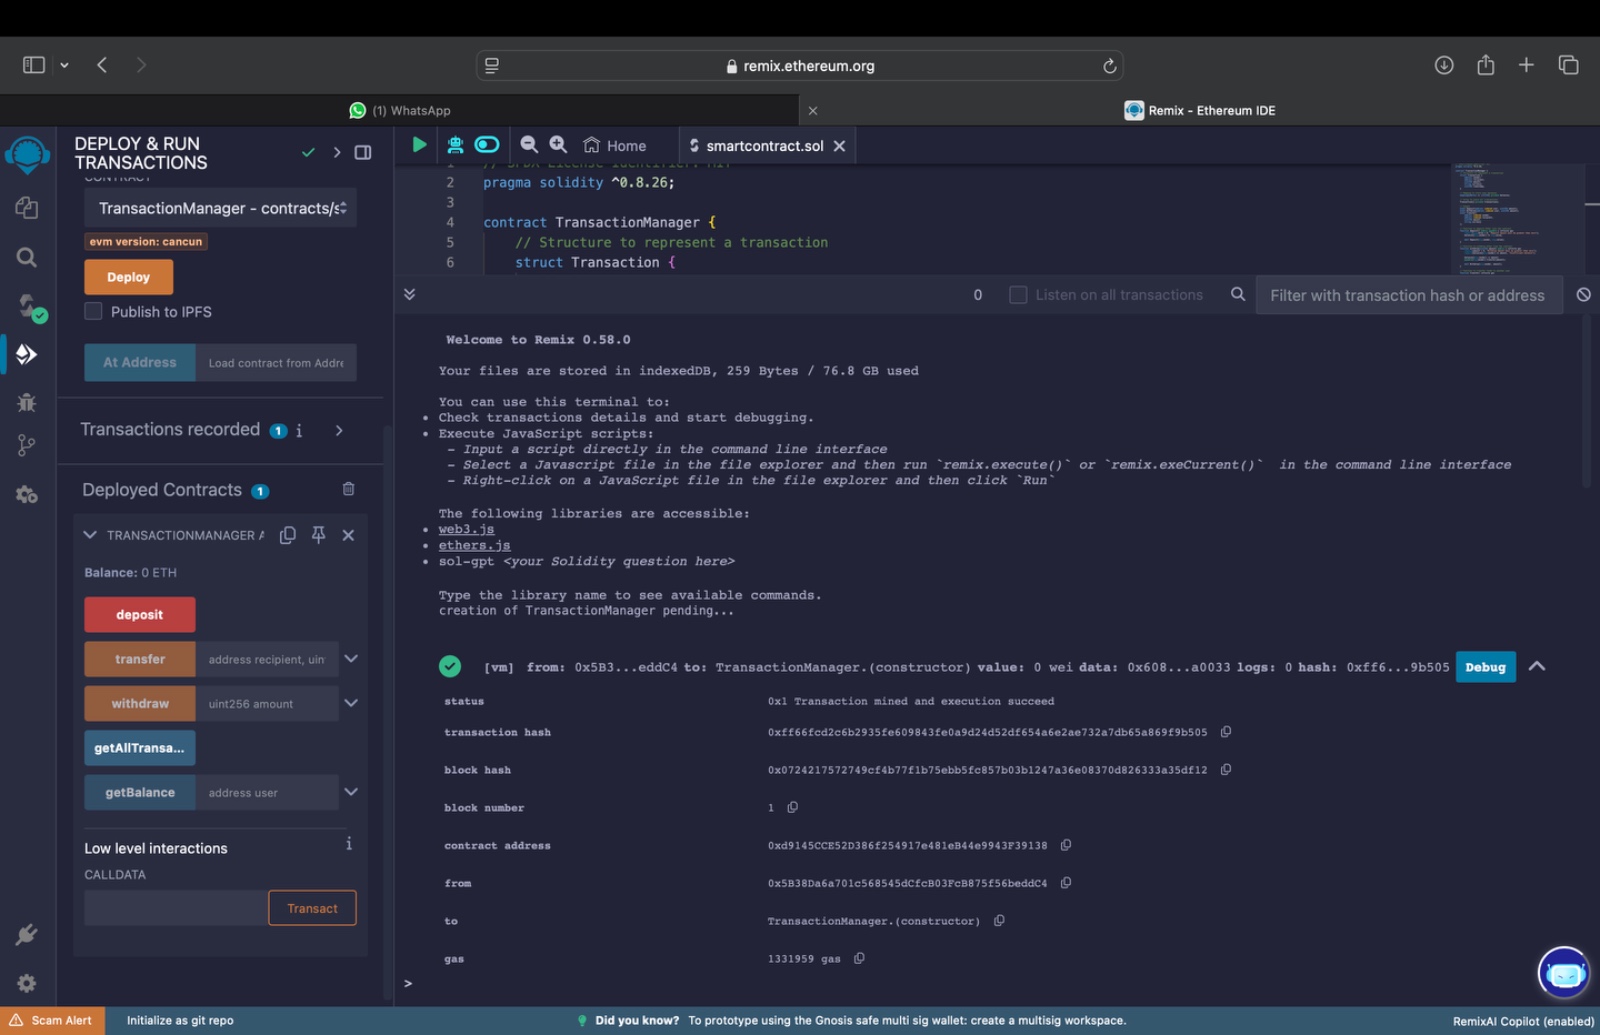 remix.ethereum.org
(1) WhatsApp
Remix - Ethereum IDE
DEPLOY & RUN
TRANSACTIONS
CONTRACT
TransactionManager - contracts/s
evm version: cancun
Deploy
Publish to IPFS
At Address
Load contract from Addre
Transactions recorded 1 i
Deployed Contracts 1
TRANSACTIONMANAGER A
Balance: 0 ETH
deposit
transfer
address recipient, uin
withdraw
uint256 amount
getAllTransa...
getBalance
address user
Low level interactions
i
CALLDATA
Transact
Home
smartcontract.sol
1 // SPDX-License-Identifier: MIT
2 pragma solidity ^0.8.26;
3
4 contract TransactionManager {
5 // Structure to represent a transaction
6 struct Transaction {
0
Listen on all transactions
Filter with transaction hash or address
Welcome to Remix 0.58.0
Your files are stored in indexedDB, 259 Bytes / 76.8 GB used
You can use this terminal to:
• Check transactions details and start debugging.
• Execute JavaScript scripts:
- Input a script directly in the command line interface
- Select a Javascript file in the file explorer and then run `remix.execute()` or `remix.exeCurrent()` in the command line interface
- Right-click on a JavaScript file in the file explorer and then click `Run`
The following libraries are accessible:
• web3.js
• ethers.js
• sol-gpt <your Solidity question here>
Type the library name to see available commands.
creation of TransactionManager pending...
[vm] from: 0x5B3...eddC4 to: TransactionManager.(constructor) value: 0 wei data: 0x608...a0033 logs: 0 hash: 0xff6...9b505
Debug
status 0x1 Transaction mined and execution succeed
transaction hash 0xff66fcd2c6b2935fe609843fe0a9d24d52df654a6e2ae732a7db65a869f9b505
block hash 0x0724217572749cf4b77f1b75ebb5fc857b03b1247a36e08370d826333a35df12
block number 1
contract address 0xd9145CCE52D386f254917e481eB44e9943F39138
from 0x5B38Da6a701c568545dCfcB03FcB875f56beddC4
to TransactionManager.(constructor)
gas 1331959 gas
>
Scam Alert
Initialize as git repo
Did you know? To prototype using the Gnosis safe multi sig wallet: create a multisig workspace.
RemixAI Copilot (enabled)